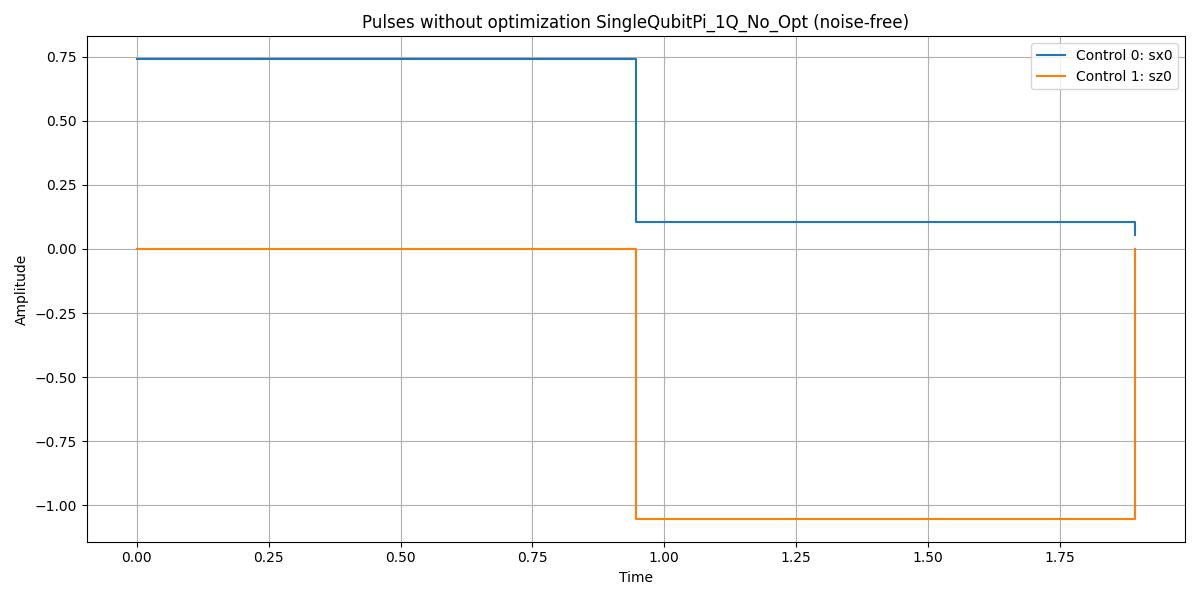 Pulses without optimization SingleQubitPi_1Q_No_Opt (noise-free)
Control 0: sx0
Control 1: sz0
Amplitude
0.75
0.50
0.25
0.00
−0.25
−0.50
−0.75
−1.00
0.00 0.25 0.50 0.75 1.00 1.25 1.50 1.75
Time